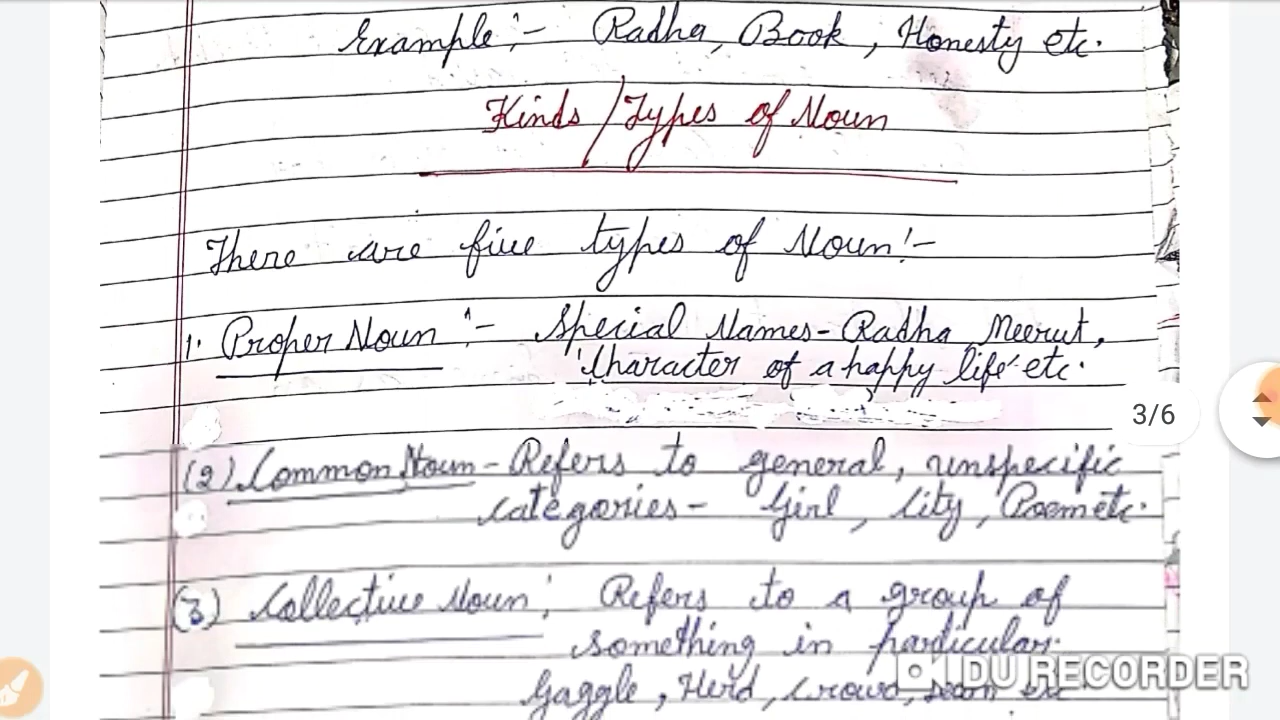 Example:- Radha, Book, Honesty etc.
Kinds/Types of Noun
There are five types of Noun:-
1. Proper Noun:- Special Names- Radha Meerut,
'Character of a happy life' etc.
3/6
(2) Common Noun - Refers to general, unspecific
categories- Girl, City, Poem etc.
(3) Collective Noun: Refers to a group of
something in particular.
Gaggle, Herd, Crowd,
DU RECORDER